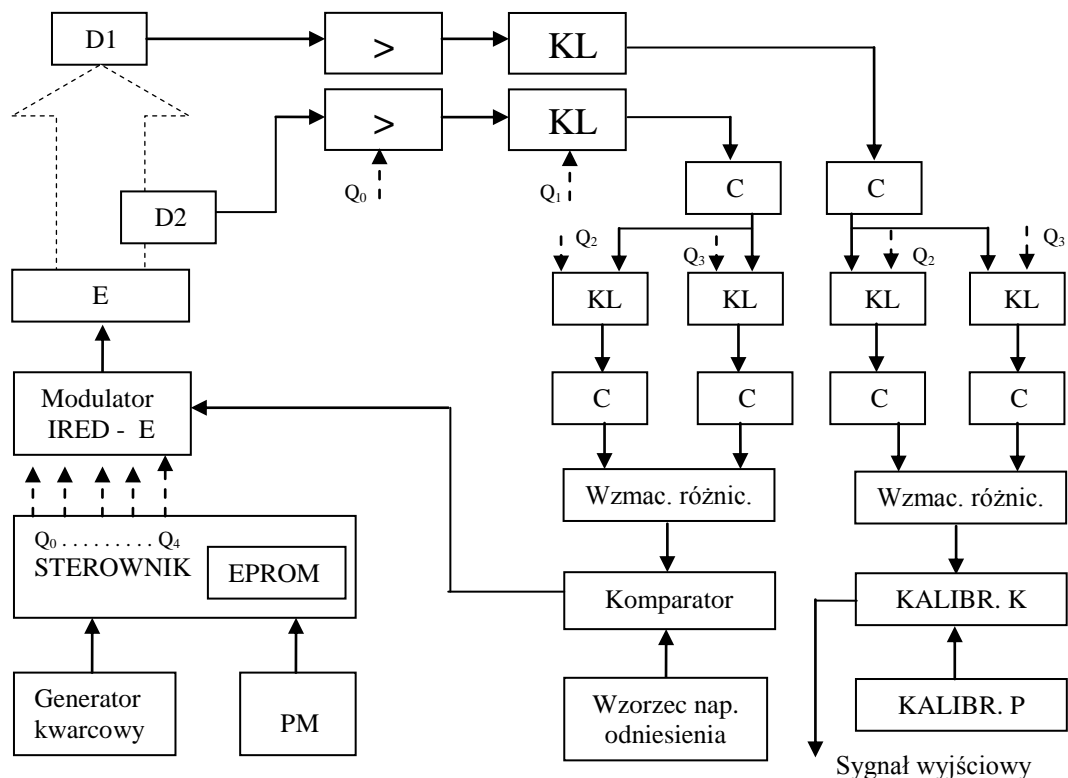 D1
>
KL
>
KL
Q₀
Q₁
D2
C
C
Q₂
Q₃
Q₂
Q₃
E
KL
KL
KL
KL
Modulator
IRED - E
C
C
C
C
Wzmac. różnic.
Wzmac. różnic.
Q₀ . . . . . . . . . Q₄
STEROWNIK
EPROM
Komparator
KALIBR. K
Generator
kwarcowy
PM
Wzorzec nap.
odniesienia
KALIBR. P
Sygnał wyjściowy